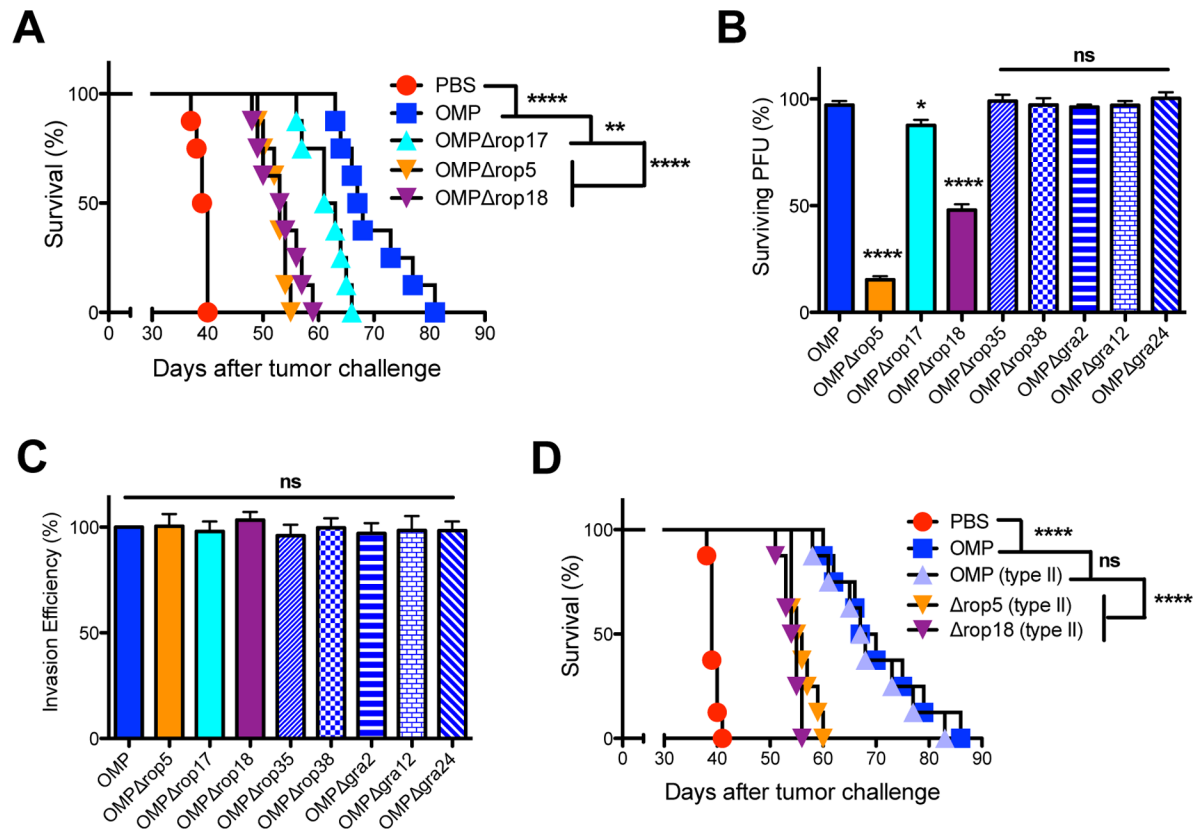 A
Survival (%)
100
50
0
0
30
40
50
60
70
80
90
Days after tumor challenge
PBS
OMP
OMPΔrop17
OMPΔrop5
OMPΔrop18
****
**
****
B
Surviving PFU (%)
100
50
0
****
*
****
ns
OMP
OMPΔrop5
OMPΔrop17
OMPΔrop18
OMPΔrop35
OMPΔrop38
OMPΔgra2
OMPΔgra12
OMPΔgra24
C
Invasion Efficiency (%)
100
50
0
ns
OMP
OMPΔrop5
OMPΔrop17
OMPΔrop18
OMPΔrop35
OMPΔrop38
OMPΔgra2
OMPΔgra12
OMPΔgra24
D
Survival (%)
100
50
0
0
30
40
50
60
70
80
90
Days after tumor challenge
PBS
OMP
OMP (type II)
Δrop5 (type II)
Δrop18 (type II)
****
ns
****